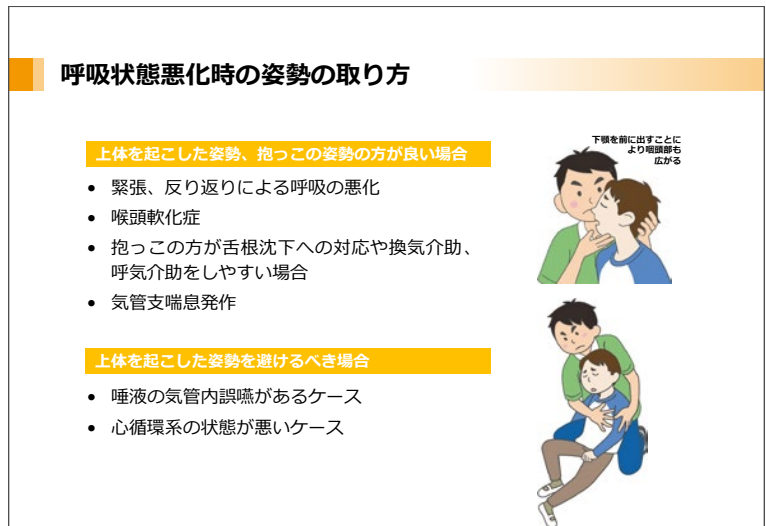 呼吸状態悪化時の姿勢の取り方
上体を起こした姿勢、抱っこの姿勢の方が良い場合
• 緊張、反り返りによる呼吸の悪化
• 喉頭軟化症
• 抱っこの方が舌根沈下への対応や換気介助、
呼気介助をしやすい場合
• 気管支喘息発作
下顎を前に出すことに
より咽頭部も
広がる
上体を起こした姿勢を避けるべき場合
• 唾液の気管内誤嚥があるケース
• 心循環系の状態が悪いケース